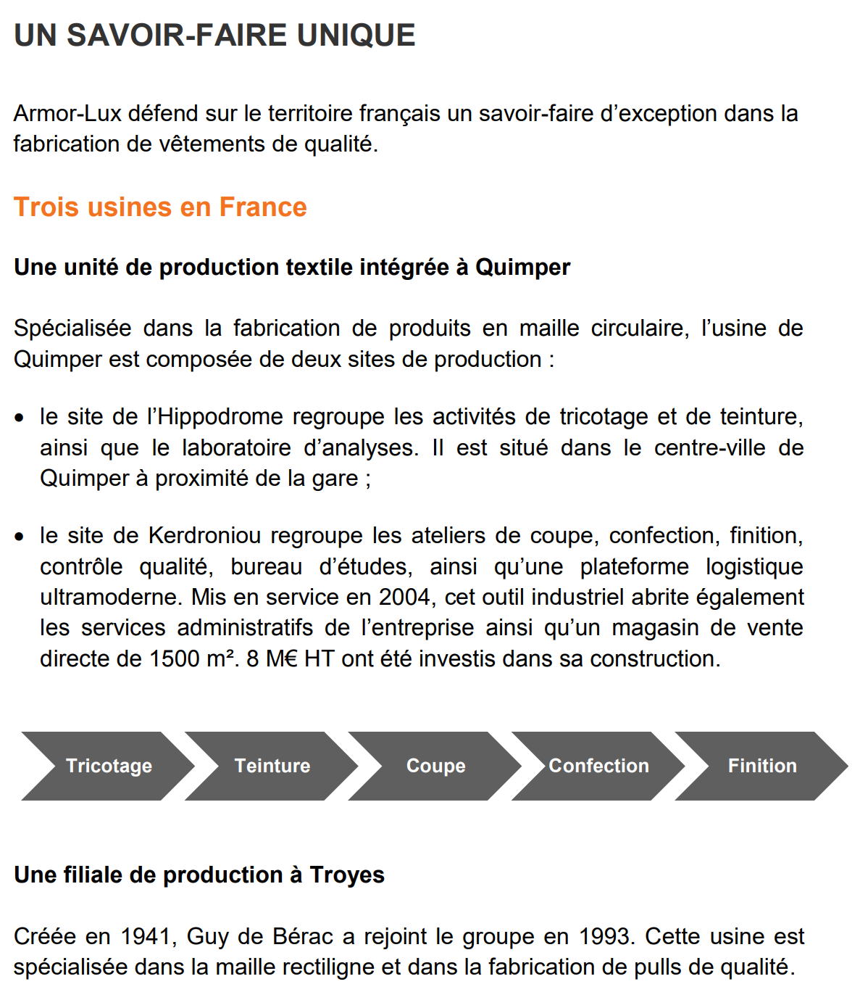 UN SAVOIR-FAIRE UNIQUE
Armor-Lux défend sur le territoire français un savoir-faire d’exception dans la
fabrication de vêtements de qualité.
Trois usines en France
Une unité de production textile intégrée à Quimper
Spécialisée dans la fabrication de produits en maille circulaire, l’usine de
Quimper est composée de deux sites de production :
• le site de l’Hippodrome regroupe les activités de tricotage et de teinture,
ainsi que le laboratoire d’analyses. Il est situé dans le centre-ville de
Quimper à proximité de la gare ;
• le site de Kerdroniou regroupe les ateliers de coupe, confection, finition,
contrôle qualité, bureau d’études, ainsi qu’une plateforme logistique
ultramoderne. Mis en service en 2004, cet outil industriel abrite également
les services administratifs de l’entreprise ainsi qu’un magasin de vente
directe de 1500 m². 8 M€ HT ont été investis dans sa construction.
Tricotage Teinture Coupe Confection Finition
Une filiale de production à Troyes
Créée en 1941, Guy de Bérac a rejoint le groupe en 1993. Cette usine est
spécialisée dans la maille rectiligne et dans la fabrication de pulls de qualité.